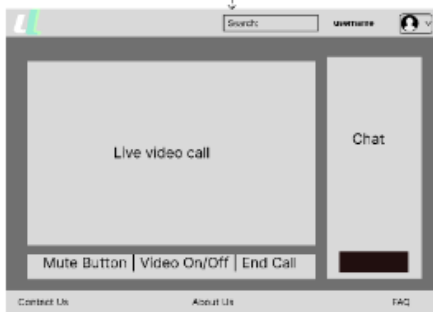 Search: username
Live video call
Chat
Mute Button | Video On/Off | End Call
Contact Us About Us FAQ